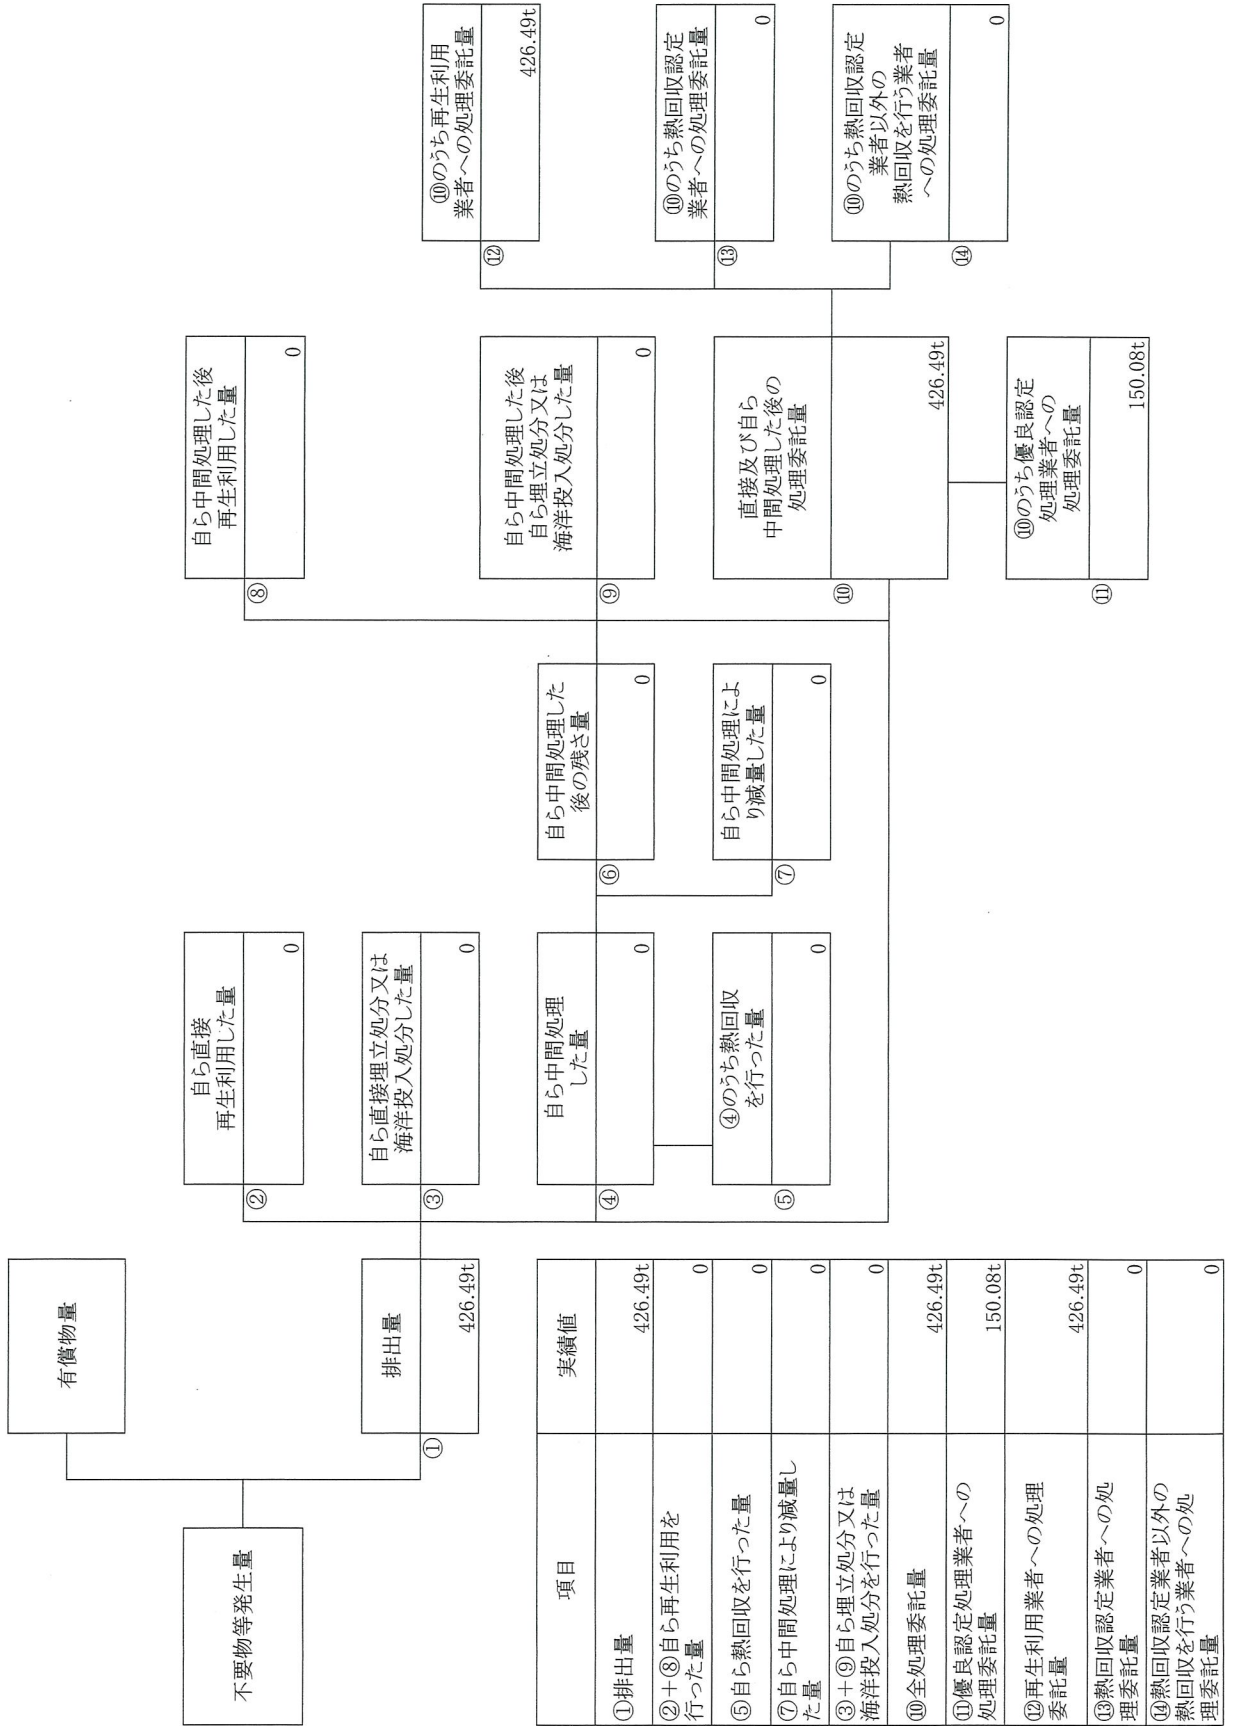 不要物等発生量
有償物量
①
排出量
426.49t
②
自ら直接
再生利用した量
0
③
自ら直接埋立処分又は
海洋投入処分した量
0
④
自ら中間処理
した量
0
⑤
④のうち熱回収
を行った量
0
⑥
自ら中間処理した
後の残さ量
0
⑦
自ら中間処理によ
り減量した量
0
⑧
自ら中間処理した後
再生利用した量
0
⑨
自ら中間処理した後
自ら埋立処分又は
海洋投入処分した量
0
⑩
直接及び自ら
中間処理した後の
処理委託量
426.49t
⑪
⑩のうち優良認定
処理業者への
処理委託量
150.08t
⑫
⑩のうち再生利用
業者への処理委託量
426.49t
⑬
⑩のうち熱回収認定
業者への処理委託量
0
⑭
⑩のうち熱回収認定
業者以外の
熱回収を行う業者
への処理委託量
0
項目 実績値
①排出量 426.49t
②+⑧自ら再生利用を
行った量 0
⑤自ら熱回収を行った量 0
⑦自ら中間処理により減量し
た量 0
③+⑨自ら埋立処分又は
海洋投入処分を行った量 0
⑩全処理委託量 426.49t
⑪優良認定処理業者への
処理委託量 150.08t
⑫再生利用業者への処理
委託量 426.49t
⑬熱回収認定業者への処
理委託量 0
⑭熱回収認定業者以外の
熱回収を行う業者への処
理委託量 0